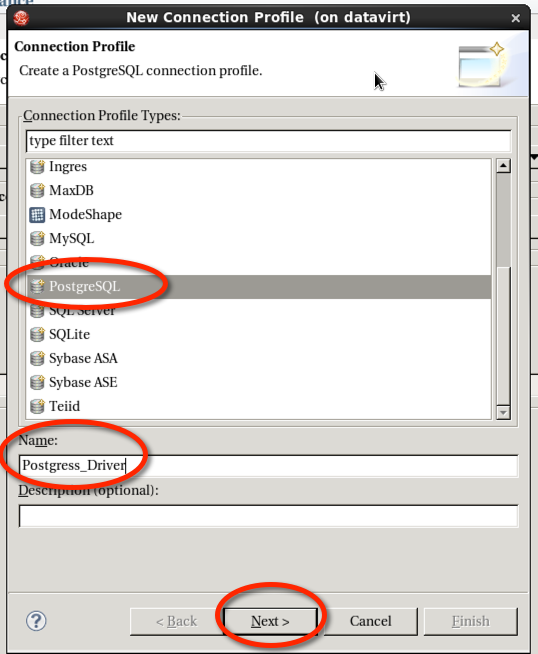 ance
New Connection Profile (on datavirt)
Connection Profile
Create a PostgreSQL connection profile.
Connection Profile Types:
type filter text
Ingres
MaxDB
ModeShape
MySQL
Oracle
PostgreSQL
SQL Server
SQLite
Sybase ASA
Sybase ASE
Teiid
Name:
Postgress_Driver
Description (optional):
?
< Back
Next >
Cancel
Finish